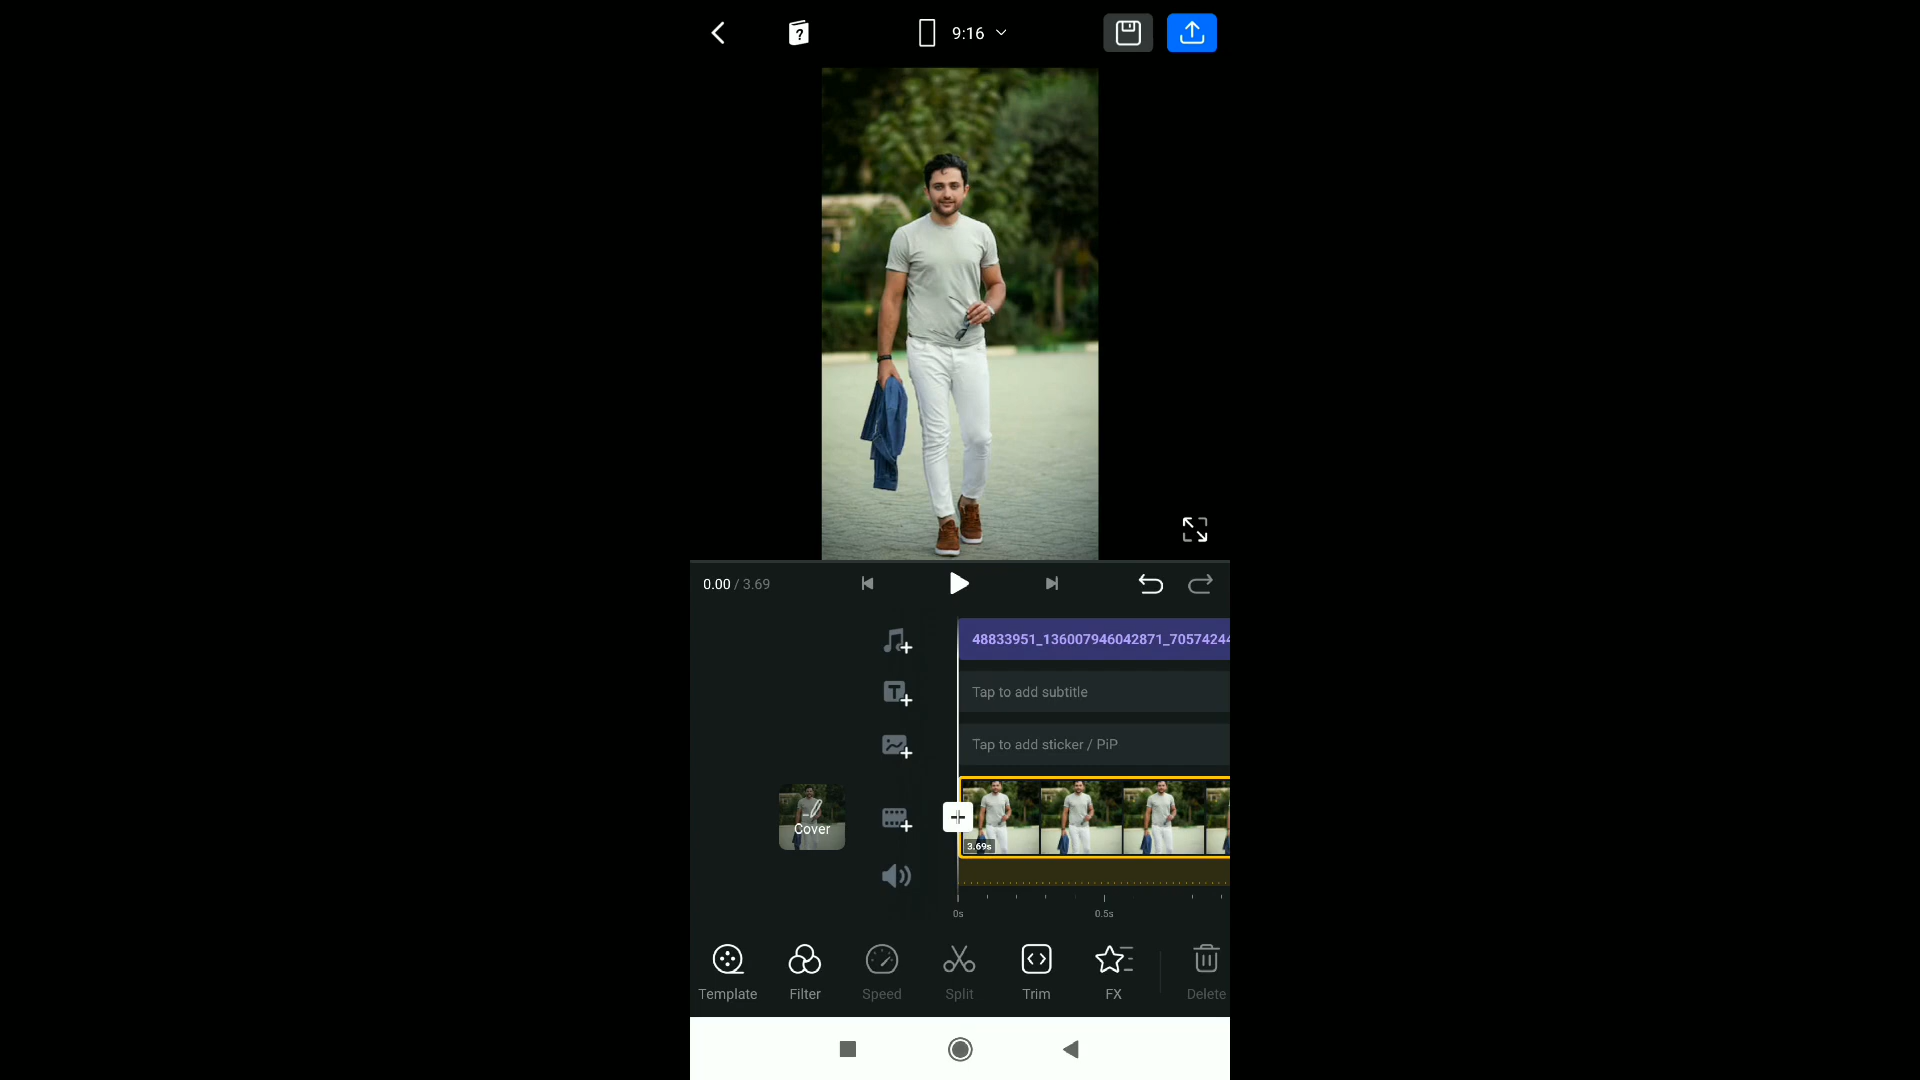 ?
9:16
0.00 / 3.69
48833951_136007946042871_7057424
T
Tap to add subtitle
Tap to add sticker / PiP
Cover
3.69s
0s
0.5s
Template
Filter
Speed
Split
Trim
FX
Delete